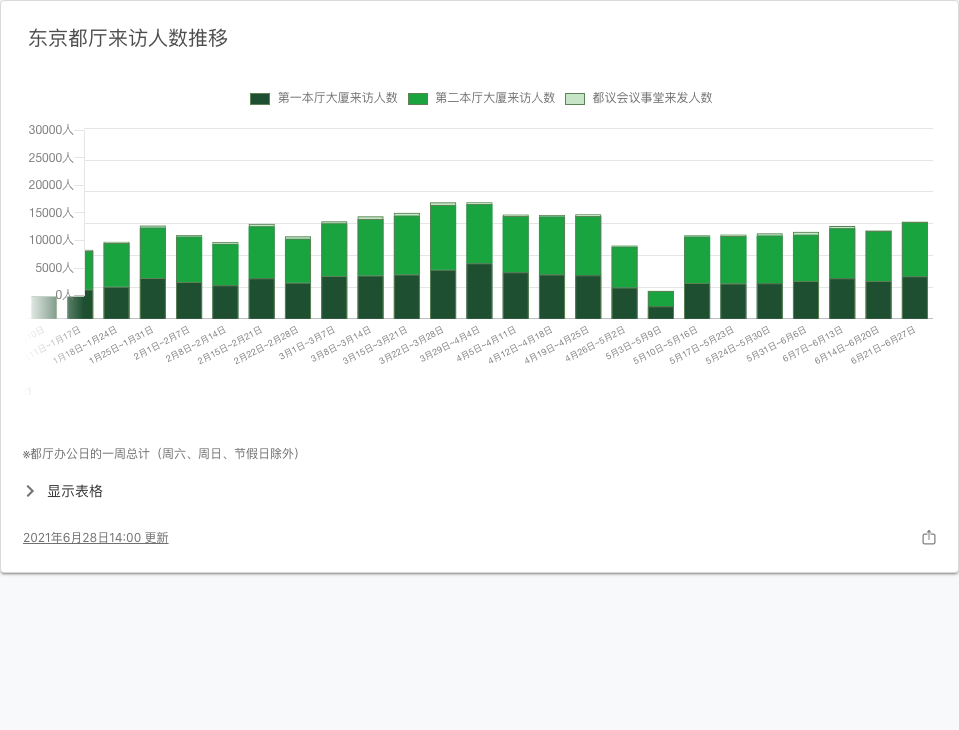 东京都厅来访人数推移
第一本厅大厦来访人数 第二本厅大厦来访人数 都议会议事堂来发人数
30000人
25000人
20000人
15000人
10000人
5000人
0人
1月18日~1月24日
1月25日~1月31日
2月1日~2月7日
2月8日~2月14日
2月15日~2月21日
2月22日~2月28日
3月1日~3月7日
3月8日~3月14日
3月15日~3月21日
3月22日~3月28日
3月29日~4月4日
4月5日~4月11日
4月12日~4月18日
4月19日~4月25日
4月26日~5月2日
5月3日~5月9日
5月10日~5月16日
5月17日~5月23日
5月24日~5月30日
5月31日~6月6日
6月7日~6月13日
6月14日~6月20日
6月21日~6月27日
※都厅办公日的一周总计（周六、周日、节假日除外）
显示表格
2021年6月28日14:00 更新